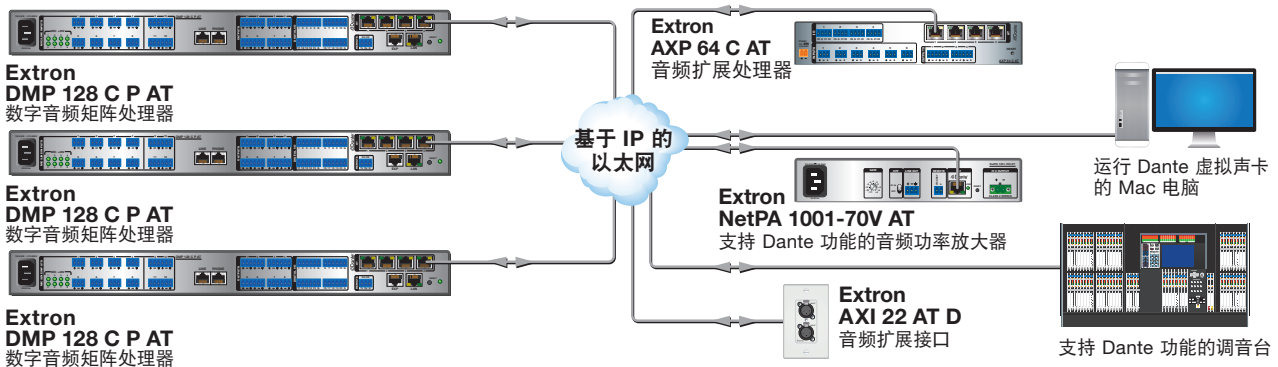 Extron
DMP 128 C P AT
数字音频矩阵处理器
Extron
DMP 128 C P AT
数字音频矩阵处理器
Extron
DMP 128 C P AT
数字音频矩阵处理器
基于 IP 的
以太网
Extron
AXP 64 C AT
音频扩展处理器
运行 Dante 虚拟声卡
的 Mac 电脑
Extron
NetPA 1001-70V AT
支持 Dante 功能的音频功率放大器
Extron
AXI 22 AT D
音频扩展接口
支持 Dante 功能的调音台